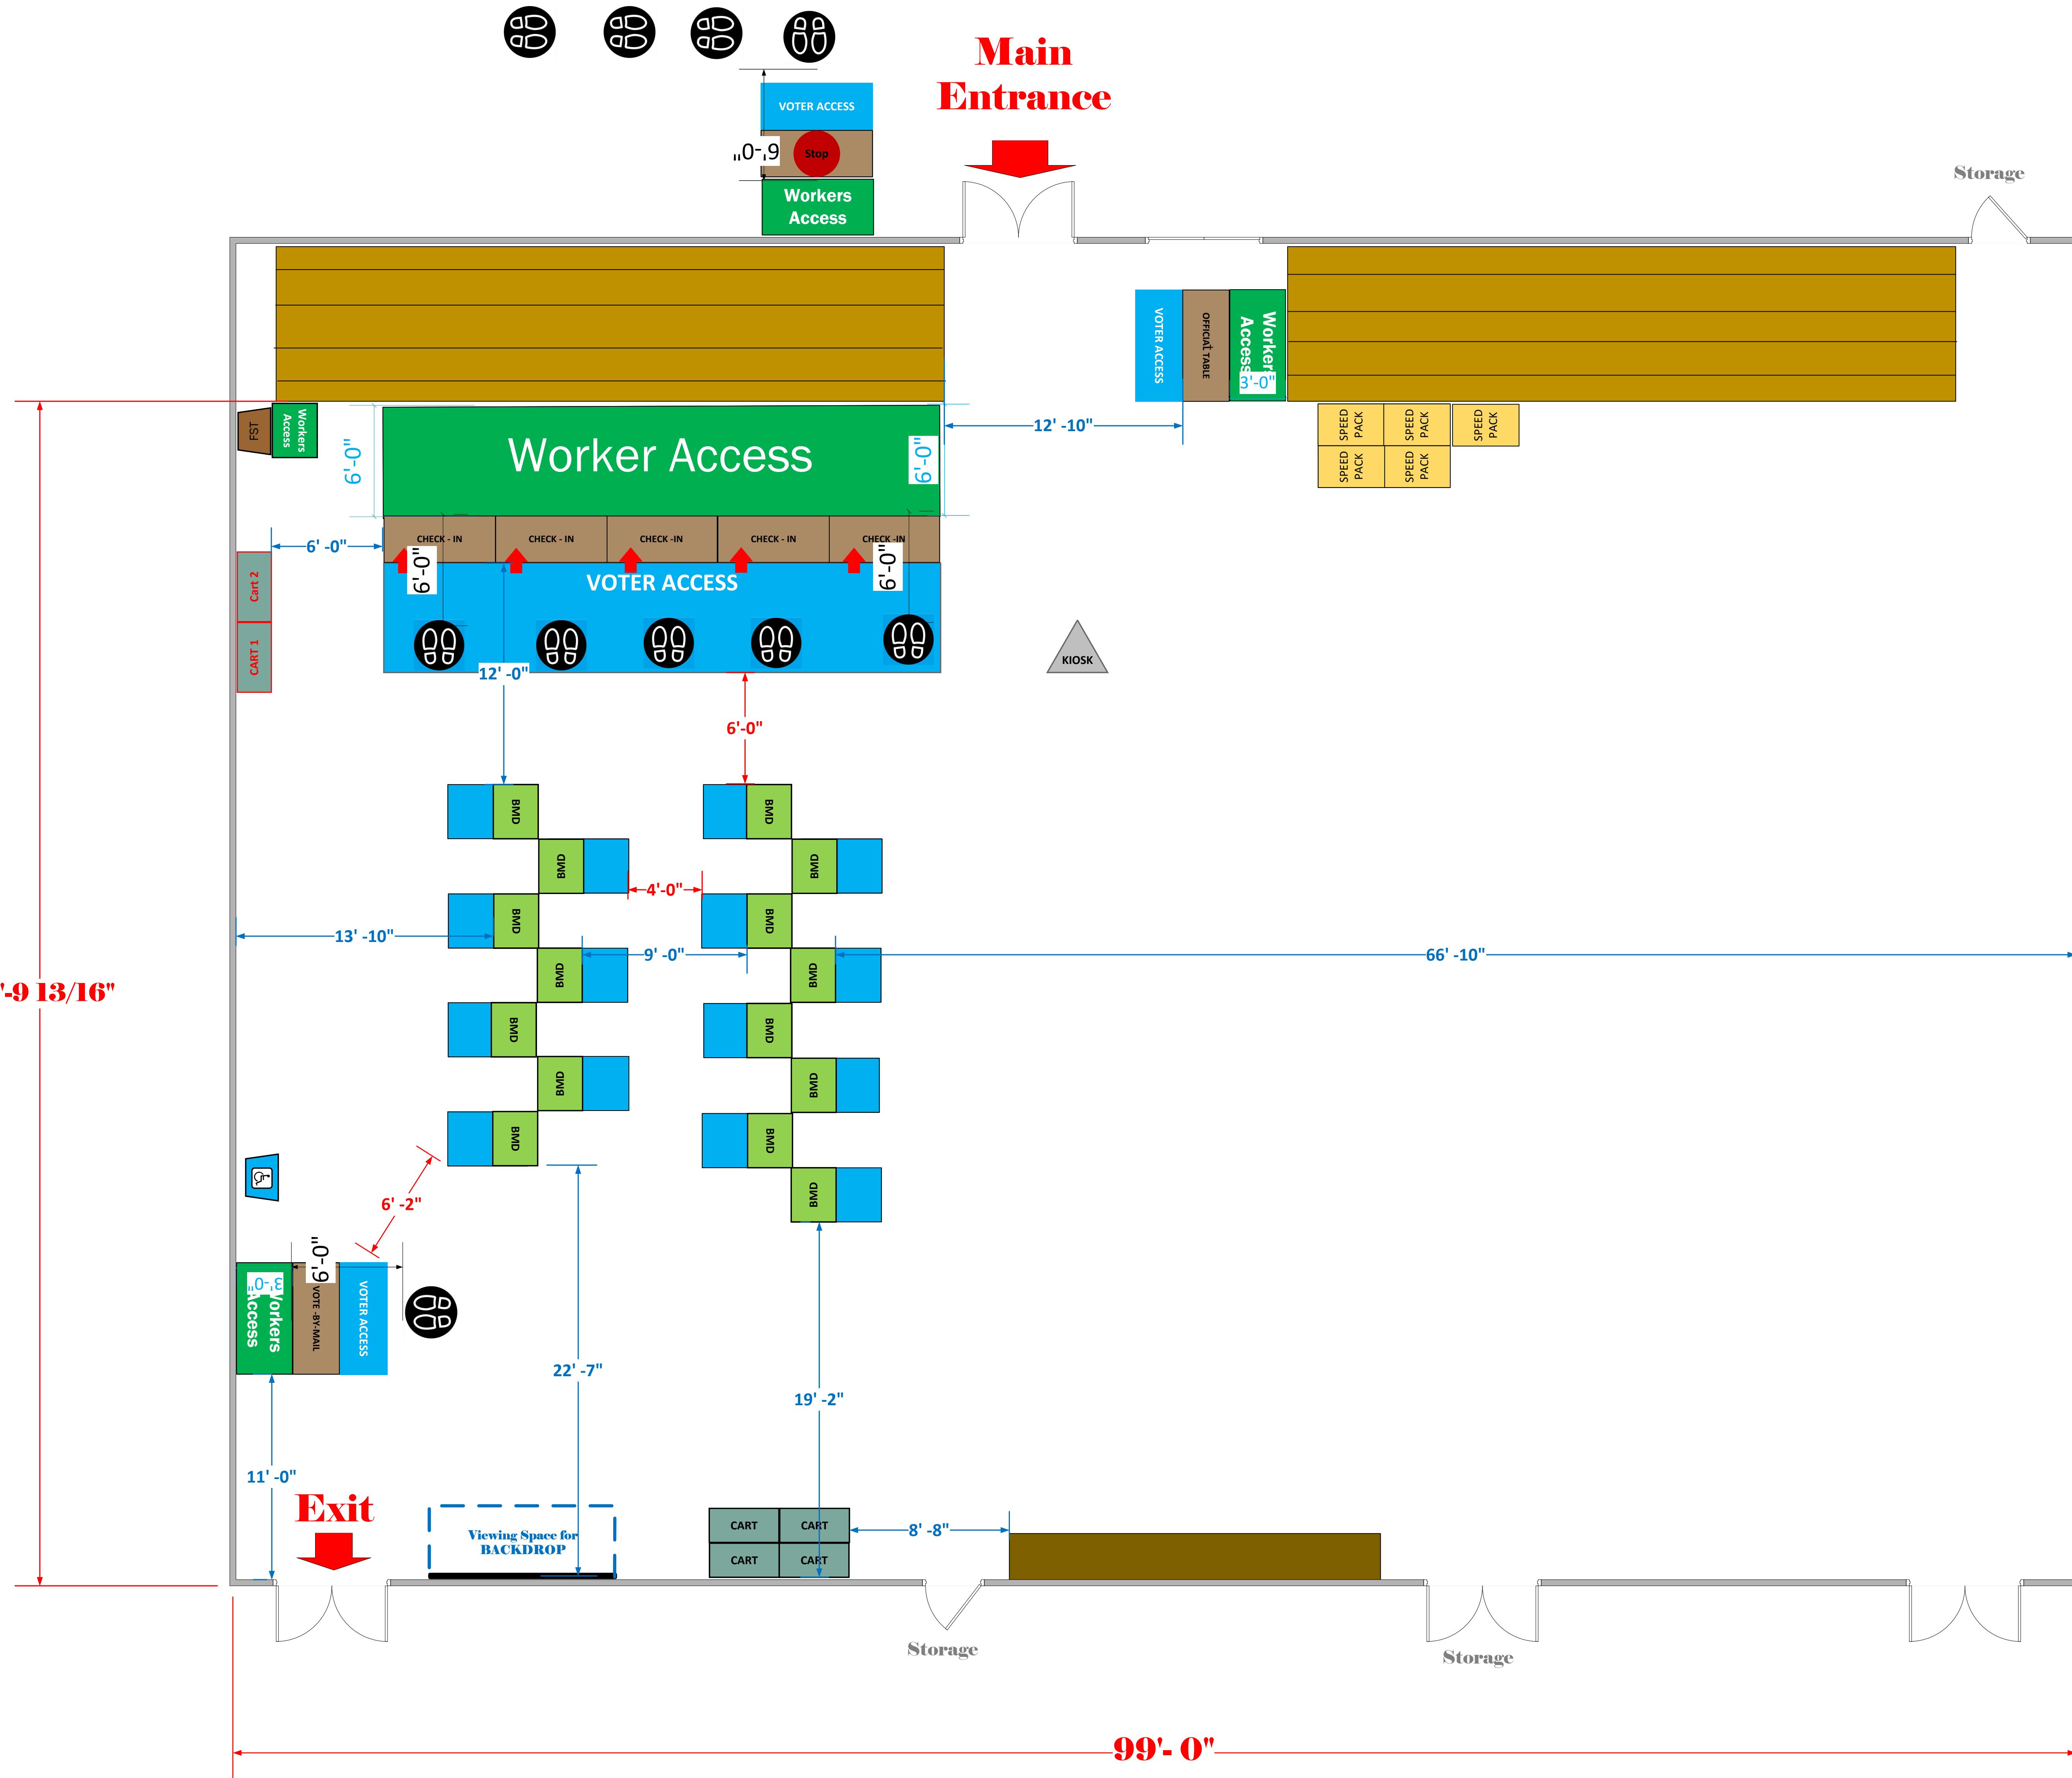 Main
Entrance
VOTER ACCESS
6'-0"
Stop
Workers
Access
Storage
VOTER ACCESS
OFFICIAL TABLE
3'-0"
FST
Workers
Access
Worker Access
6'-0"
6'-0"
12' -10"
SPEED
PACK
SPEED
PACK
SPEED
PACK
SPEED
PACK
SPEED
PACK
6' -0"
CHECK - IN
CHECK - IN
CHECK -IN
CHECK - IN
CHECK -IN
6'-0"
6'-0"
VOTER ACCESS
Cart 2
CART 1
12' -0"
KIOSK
6'-0"
BMD
BMD
BMD
BMD
4'-0"
BMD
BMD
13' -10"
BMD
BMD
9' -0"
66' -10"
'-9 13/16"
BMD
BMD
BMD
BMD
BMD
BMD
BMD
6' -2"
6'-0"
3'-0"
VOTE -BY-MAIL
VOTER ACCESS
22' -7"
19' -2"
11' -0"
Exit
Viewing Space for
BACKDROP
CART
CART
CART
CART
8' -8"
Storage
Storage
99'- 0"